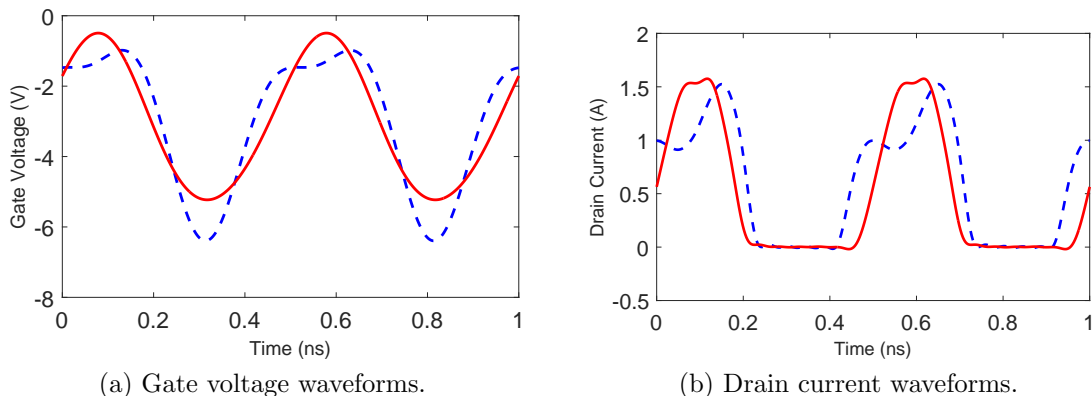 0
-2
-4
-6
-8
Gate Voltage (V)
0 0.2 0.4 0.6 0.8 1
Time (ns)
(a) Gate voltage waveforms.
2
1.5
1
0.5
0
-0.5
Drain Current (A)
0 0.2 0.4 0.6 0.8 1
Time (ns)
(b) Drain current waveforms.